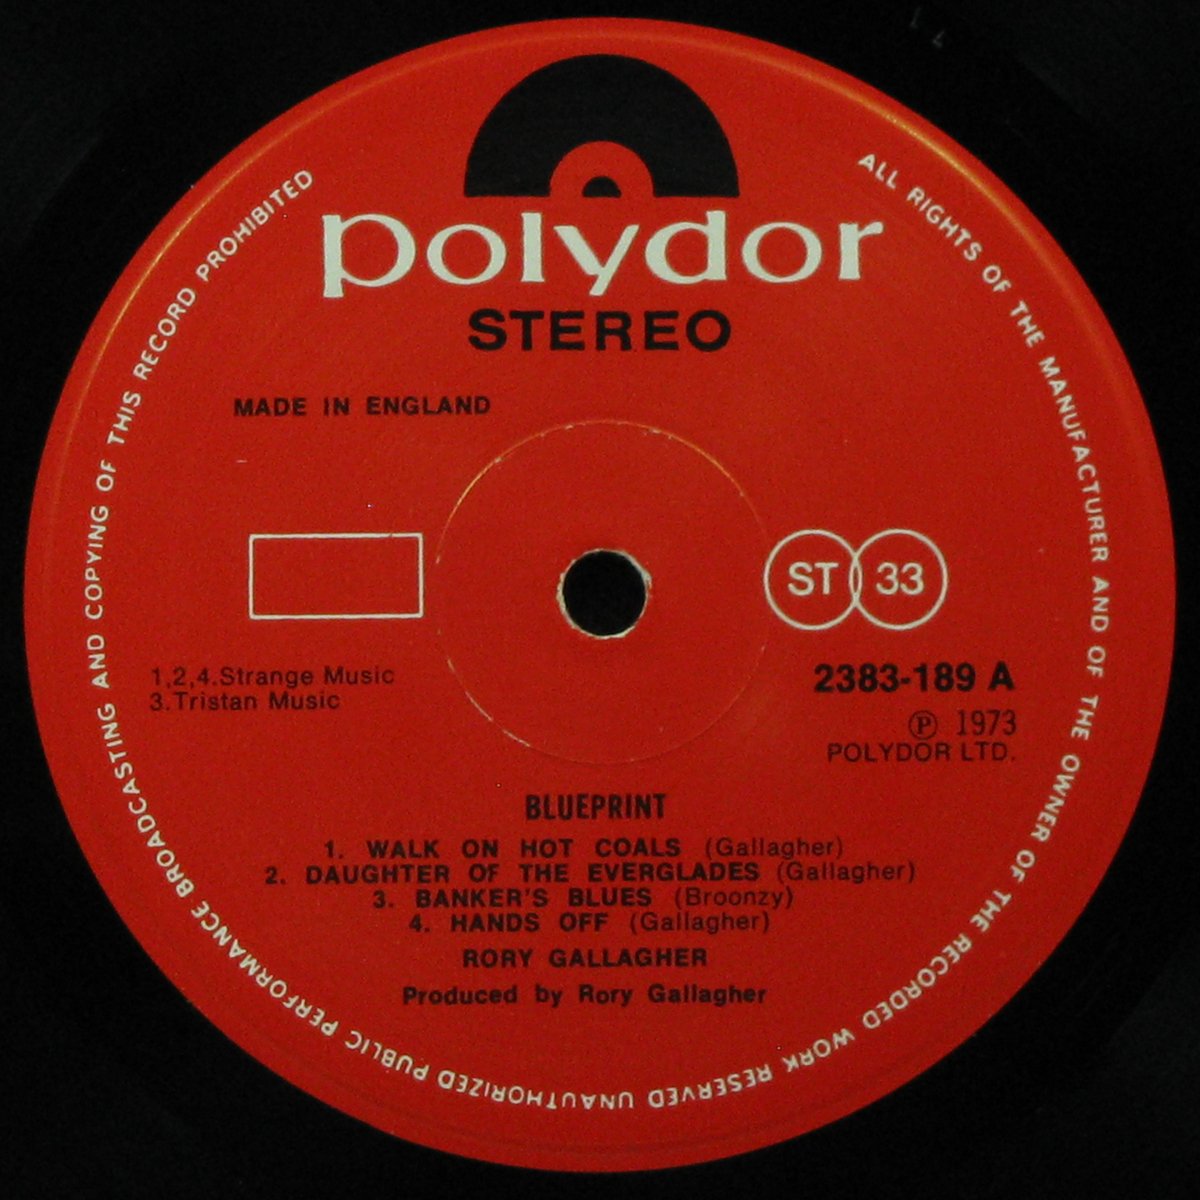 polydor
STEREO
MADE IN ENGLAND
ST 33
1,2,4.Strange Music
3.Tristan Music
2383-189 A
Ⓟ 1973
POLYDOR LTD.
BLUEPRINT
1. WALK ON HOT COALS (Gallagher)
2. DAUGHTER OF THE EVERGLADES (Gallagher)
3. BANKER'S BLUES (Broonzy)
4. HANDS OFF (Gallagher)
RORY GALLAGHER
Produced by Rory Gallagher
ALL RIGHTS OF THE MANUFACTURER AND OF THE OWNER OF THE RECORDED WORK RESERVED UNAUTHORIZED PUBLIC PERFORMANCE BROADCASTING AND COPYING OF THIS RECORD PROHIBITED